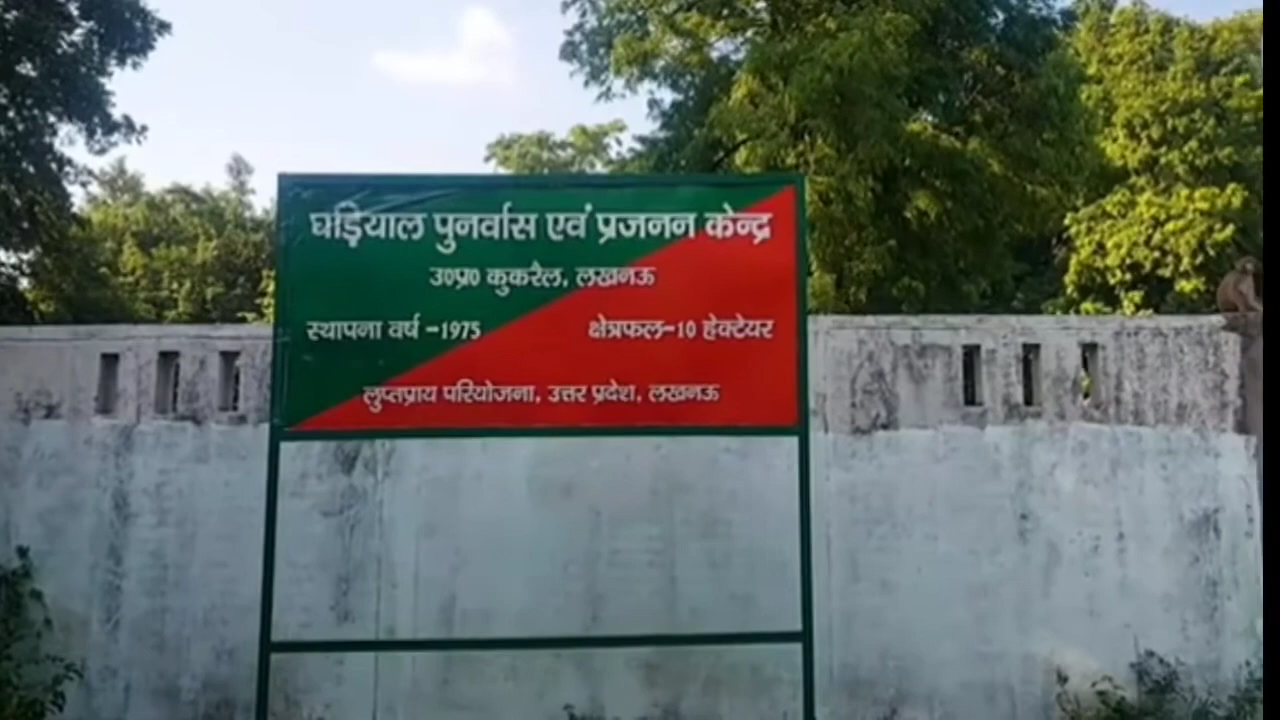 घड़ियाल पुनर्वास एवं प्रजनन केन्द्र
उ0प्र0 कुकरैल, लखनऊ
स्थापना वर्ष -1975 क्षेत्रफल-10 हेक्टेयर
लुप्तप्राय परियोजना, उत्तर प्रदेश, लखनऊ